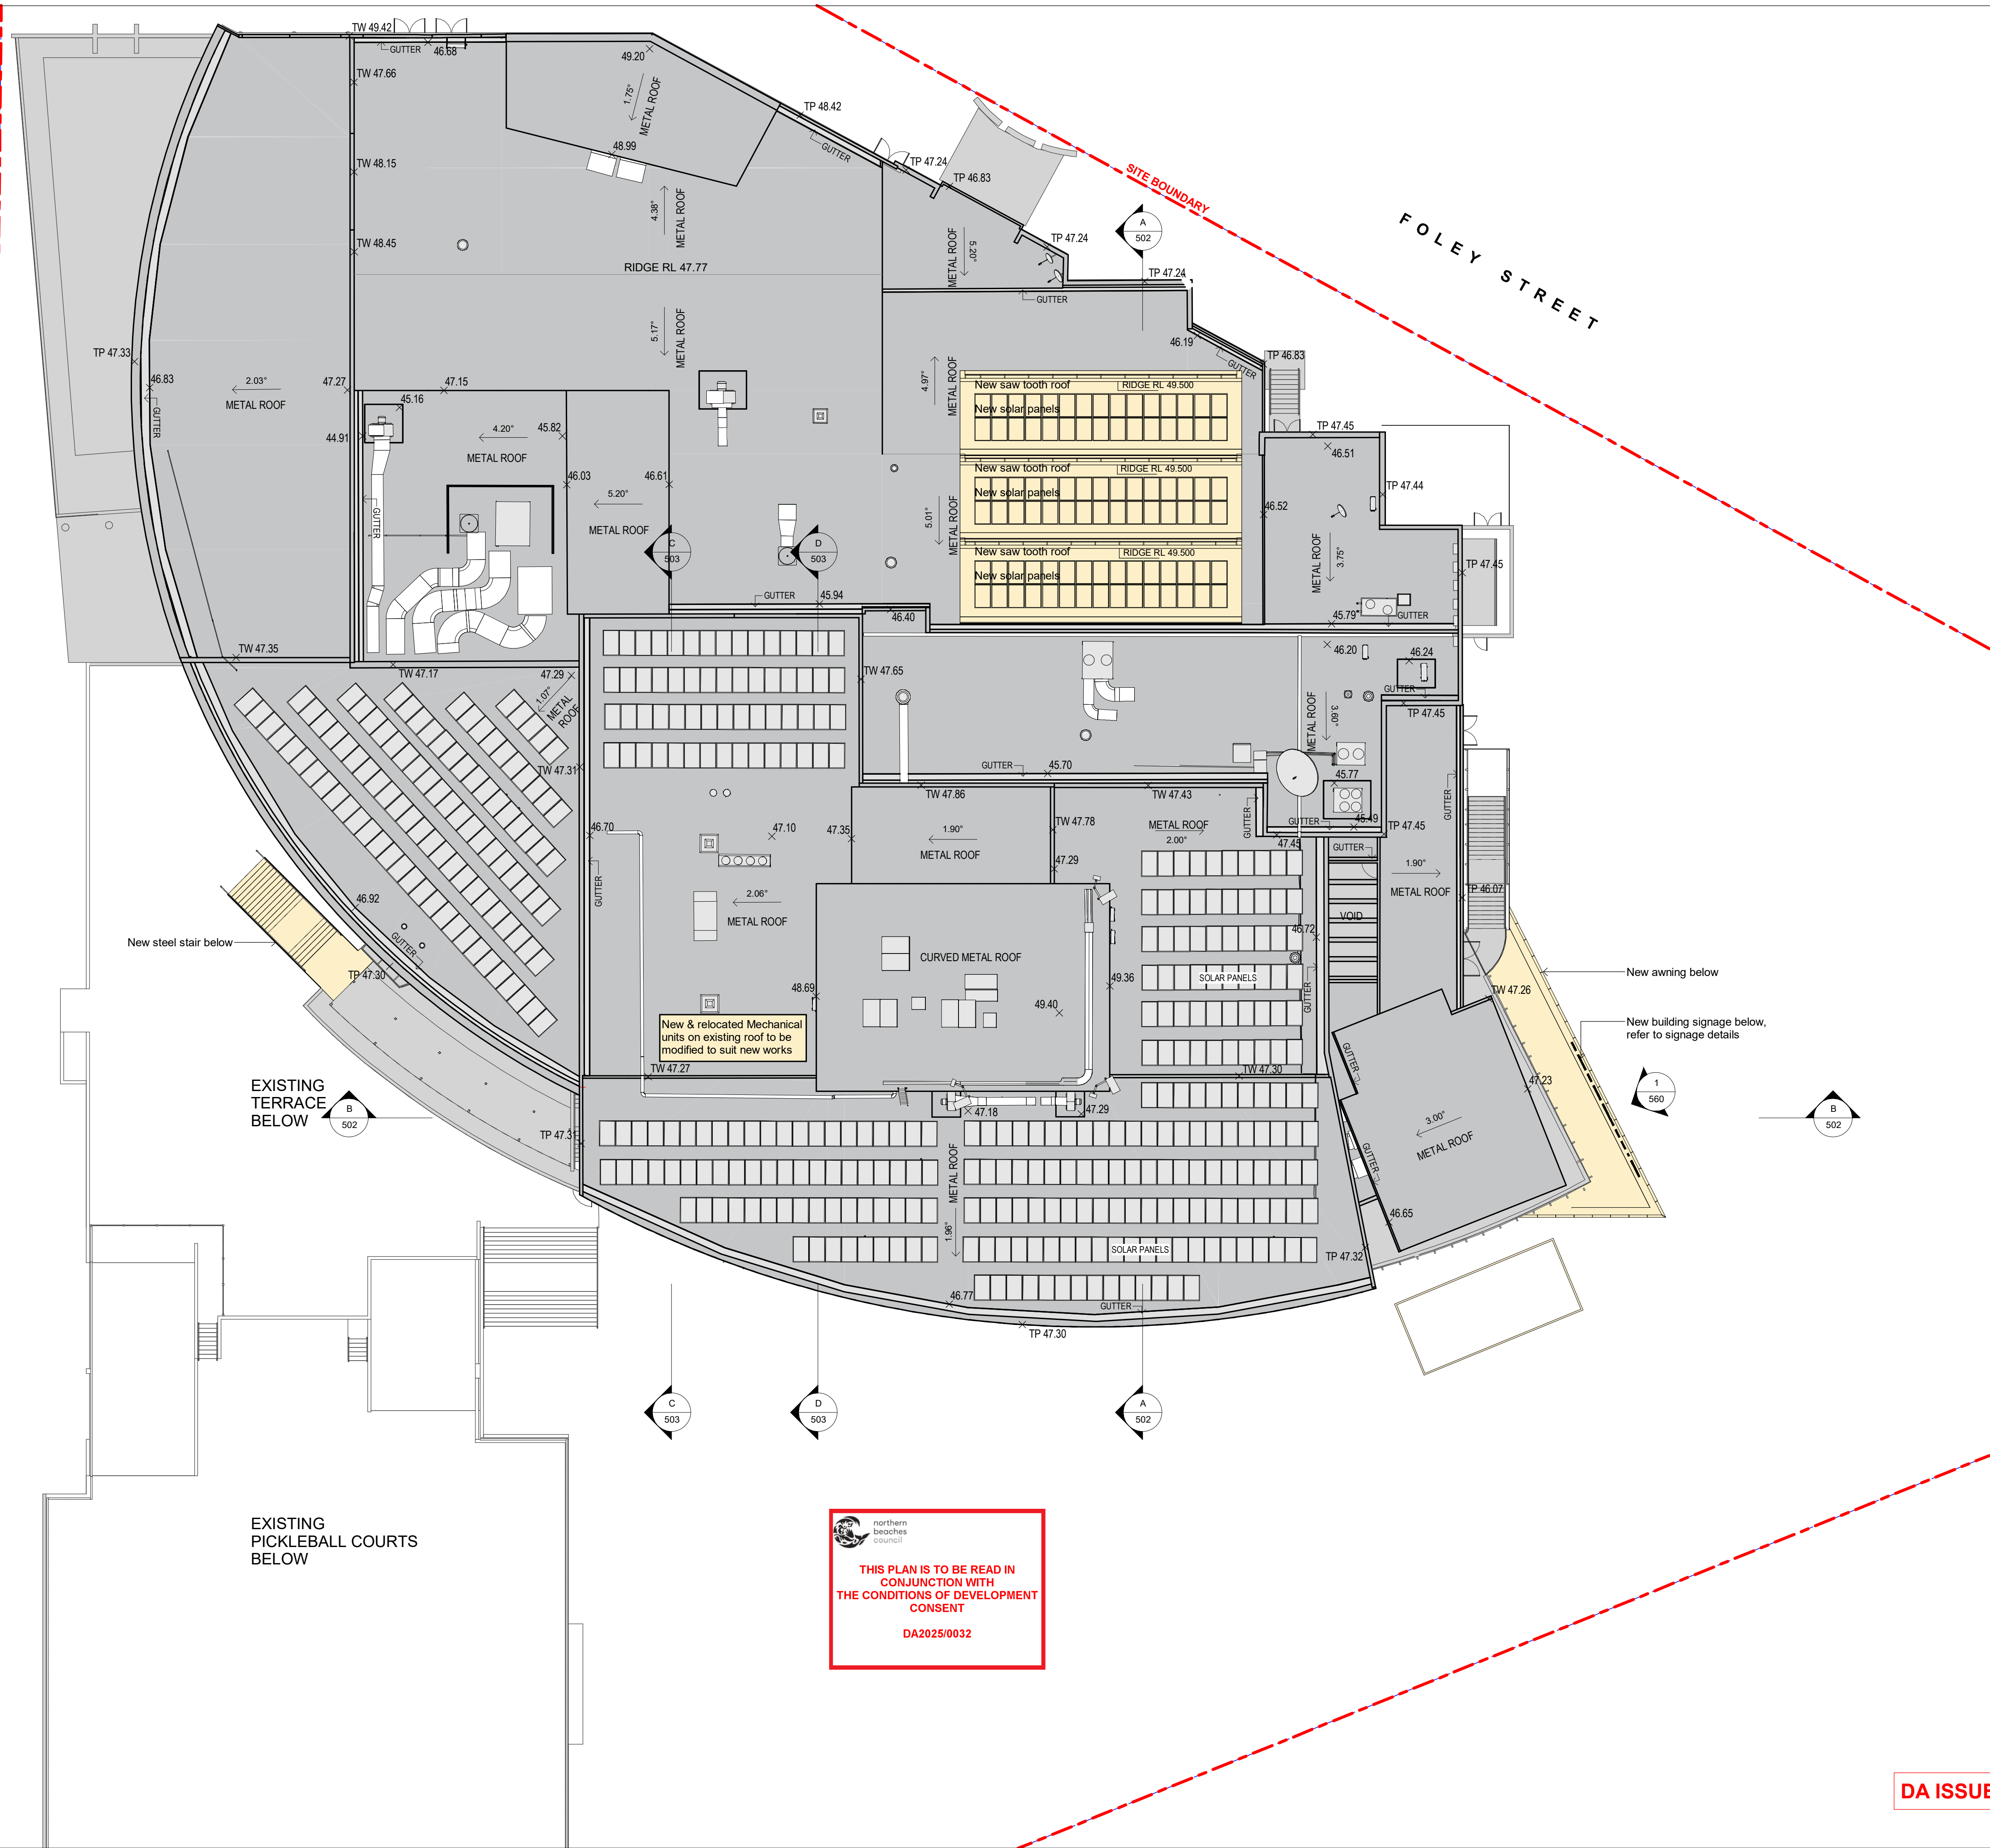 TW 49.42
GUTTER
46.68
49.20
TW 47.66
1.75°
METAL ROOF
TP 48.42
GUTTER
48.99
TW 48.15
TP 47.24
TP 46.83
SITE BOUNDARY
4.38°
METAL ROOF
FOLEY STREET
A
502
TW 48.45
TP 47.24
METAL ROOF
5.20°
RIDGE RL 47.77
TP 47.24
GUTTER
5.17°
METAL ROOF
46.19
GUTTER
TP 46.83
TP 47.33
46.83
GUTTER
2.03°
METAL ROOF
47.27
47.15
4.97°
METAL ROOF
New saw tooth roof
RIDGE RL 49.500
New solar panels
45.16
44.91
4.20°
45.82
METAL ROOF
TP 47.45
46.51
46.03
46.61
New saw tooth roof
RIDGE RL 49.500
New solar panels
TP 47.44
5.20°
METAL ROOF
GUTTER
46.52
5.01°
METAL ROOF
C
503
D
503
New saw tooth roof
RIDGE RL 49.500
New solar panels
METAL ROOF
3.75°
TP 47.45
GUTTER
45.94
46.40
45.79
GUTTER
TW 47.35
TW 47.17
47.29
1.07°
METAL
ROOF
TW 47.65
46.20
46.24
GUTTER
TP 47.45
METAL ROOF
3.60°
TW 47.31
GUTTER
45.70
45.77
TW 47.86
TW 47.43
GUTTER
GUTTER
45.49
GUTTER
TP 47.45
46.70
47.10
47.35
1.90°
METAL ROOF
TW 47.78
METAL ROOF
2.00°
47.45
GUTTER
47.29
1.90°
METAL ROOF
GUTTER
2.06°
METAL ROOF
46.92
GUTTER
VOID
TP 46.07
46.72
New steel stair below
TP 47.30
CURVED METAL ROOF
49.36
SOLAR PANELS
New awning below
48.69
49.40
GUTTER
TW 47.26
New & relocated Mechanical
units on existing roof to be
modified to suit new works
New building signage below,
refer to signage details
GUTTER
TW 47.27
TW 47.30
47.23
EXISTING
TERRACE
BELOW
B
502
1
560
B
502
47.18
47.29
3.00°
METAL ROOF
TP 47.31
GUTTER
METAL ROOF
1.96°
46.65
SOLAR PANELS
TP 47.32
46.77
GUTTER
TP 47.30
C
503
D
503
A
502
EXISTING
PICKLEBALL COURTS
BELOW
northern
beaches
council
THIS PLAN IS TO BE READ IN
CONJUNCTION WITH
THE CONDITIONS OF DEVELOPMENT
CONSENT
DA2025/0032
DA ISSUE